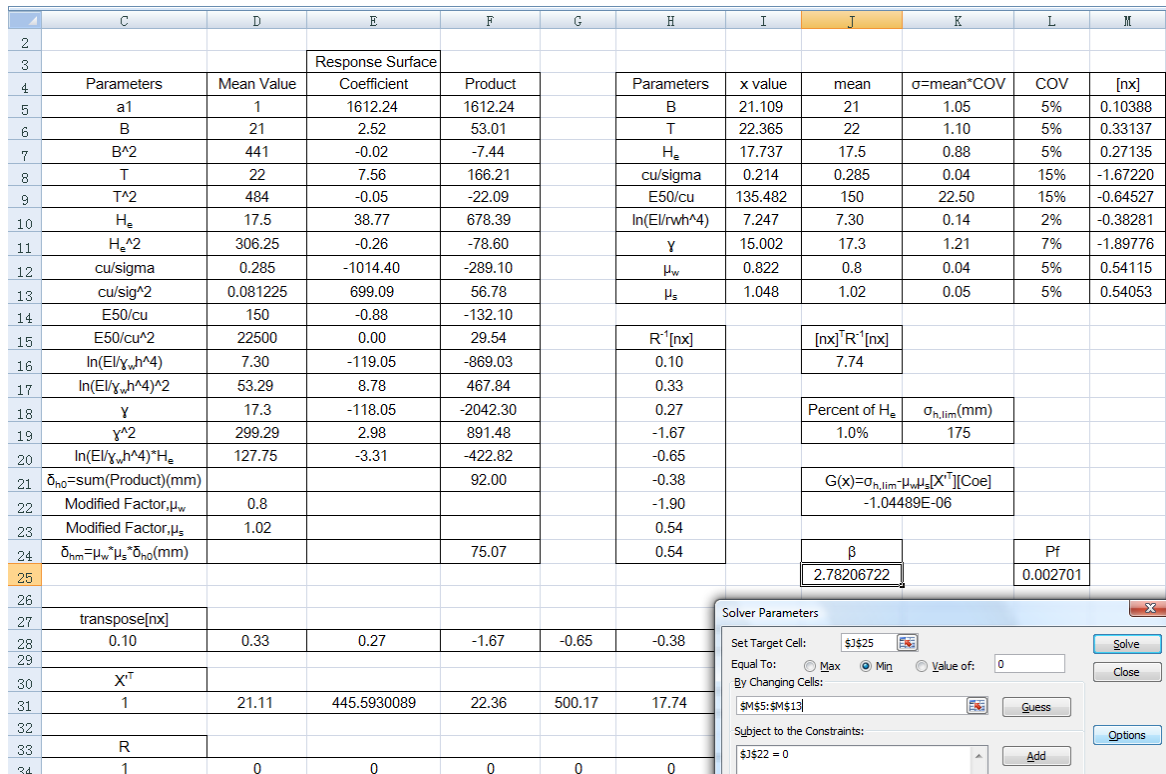 C D E F G H I J K L M
2
3 Response Surface
4 Parameters Mean Value Coefficient Product Parameters x value mean σ=mean*COV COV [nx]
5 a1 1 1612.24 1612.24 B 21.109 21 1.05 5% 0.10388
6 B 21 2.52 53.01 T 22.365 22 1.10 5% 0.33137
7 B^2 441 -0.02 -7.44 Hₑ 17.737 17.5 0.88 5% 0.27135
8 T 22 7.56 166.21 cu/sigma 0.214 0.285 0.04 15% -1.67220
9 T^2 484 -0.05 -22.09 E50/cu 135.482 150 22.50 15% -0.64527
10 Hₑ 17.5 38.77 678.39 ln(EI/rwh^4) 7.247 7.30 0.14 2% -0.38281
11 Hₑ^2 306.25 -0.26 -78.60 ɣ 15.002 17.3 1.21 7% -1.89776
12 cu/sigma 0.285 -1014.40 -289.10 μw 0.822 0.8 0.04 5% 0.54115
13 cu/sig^2 0.081225 699.09 56.78 μs 1.048 1.02 0.05 5% 0.54053
14 E50/cu 150 -0.88 -132.10
15 E50/cu^2 22500 0.00 29.54 R⁻¹[nx] [nx]ᵀR⁻¹[nx]
16 ln(EI/ɣwh^4) 7.30 -119.05 -869.03 0.10 7.74
17 ln(EI/ɣwh^4)^2 53.29 8.78 467.84 0.33
18 ɣ 17.3 -118.05 -2042.30 0.27 Percent of Hₑ σh,lim(mm)
19 ɣ^2 299.29 2.98 891.48 -1.67 1.0% 175
20 ln(EI/ɣwh^4)*Hₑ 127.75 -3.31 -422.82 -0.65
21 δh0=sum(Product)(mm) 92.00 -0.38 G(x)=σh,lim-μwμs[X'ᵀ][Coe]
22 Modified Factor,μw 0.8 -1.90 -1.04489E-06
23 Modified Factor,μs 1.02 0.54
24 δhm=μw*μs*δh0(mm) 75.07 0.54 β Pf
25 2.78206722 0.002701
26
27 transpose[nx]
28 0.10 0.33 0.27 -1.67 -0.65 -0.38
29
30 X'ᵀ
31 1 21.11 445.5930089 22.36 500.17 17.74
32
33 R
34 1 0 0 0 0 0
Solver Parameters
Set Target Cell: $J$25 Solve
Equal To: Max Min Value of: 0 Close
By Changing Cells:
$M$5:$M$13 Guess
Subject to the Constraints: Options
$J$22 = 0 Add